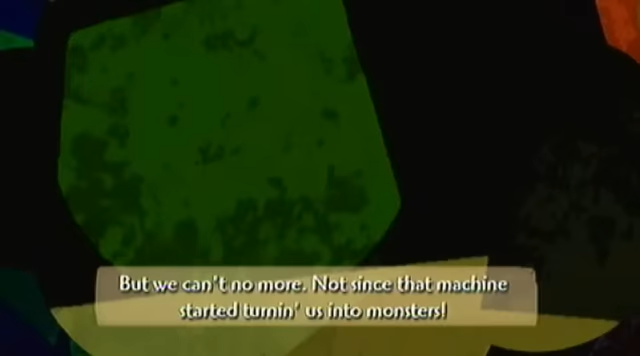 But we can't no more. Not since that machine
started turnin' us into monsters!